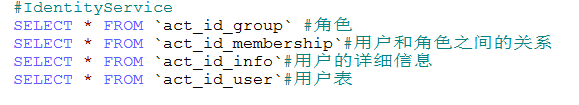 #IdentityService
SELECT * FROM `act_id_group` #角色
SELECT * FROM `act_id_membership`#用户和角色之间的关系
SELECT * FROM `act_id_info`#用户的详细信息
SELECT * FROM `act_id_user`#用户表